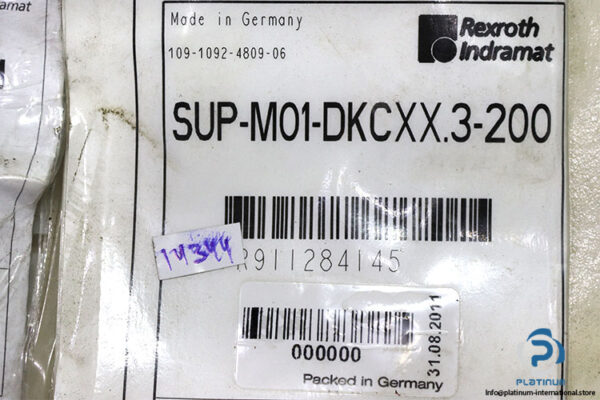 Made in Germany
109-1092-4809-06
Rexroth
Indramat
SUP-M01-DKCXX.3-200
14344
R911284145
000000
31.08.2011
Packed in Germany
PLATINUM
https://platinum-international.store